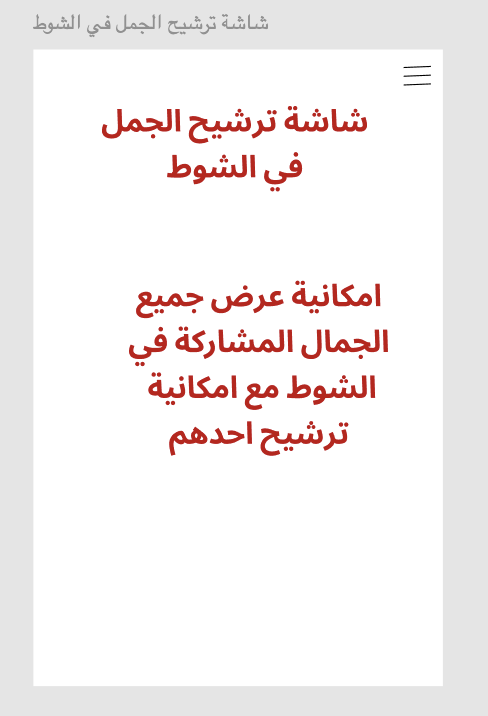 شاشة ترشيح الجمل في الشوط
شاشة ترشيح الجمل
في الشوط
امكانية عرض جميع
الجمال المشاركة في
الشوط مع امكانية
ترشيح احدهم